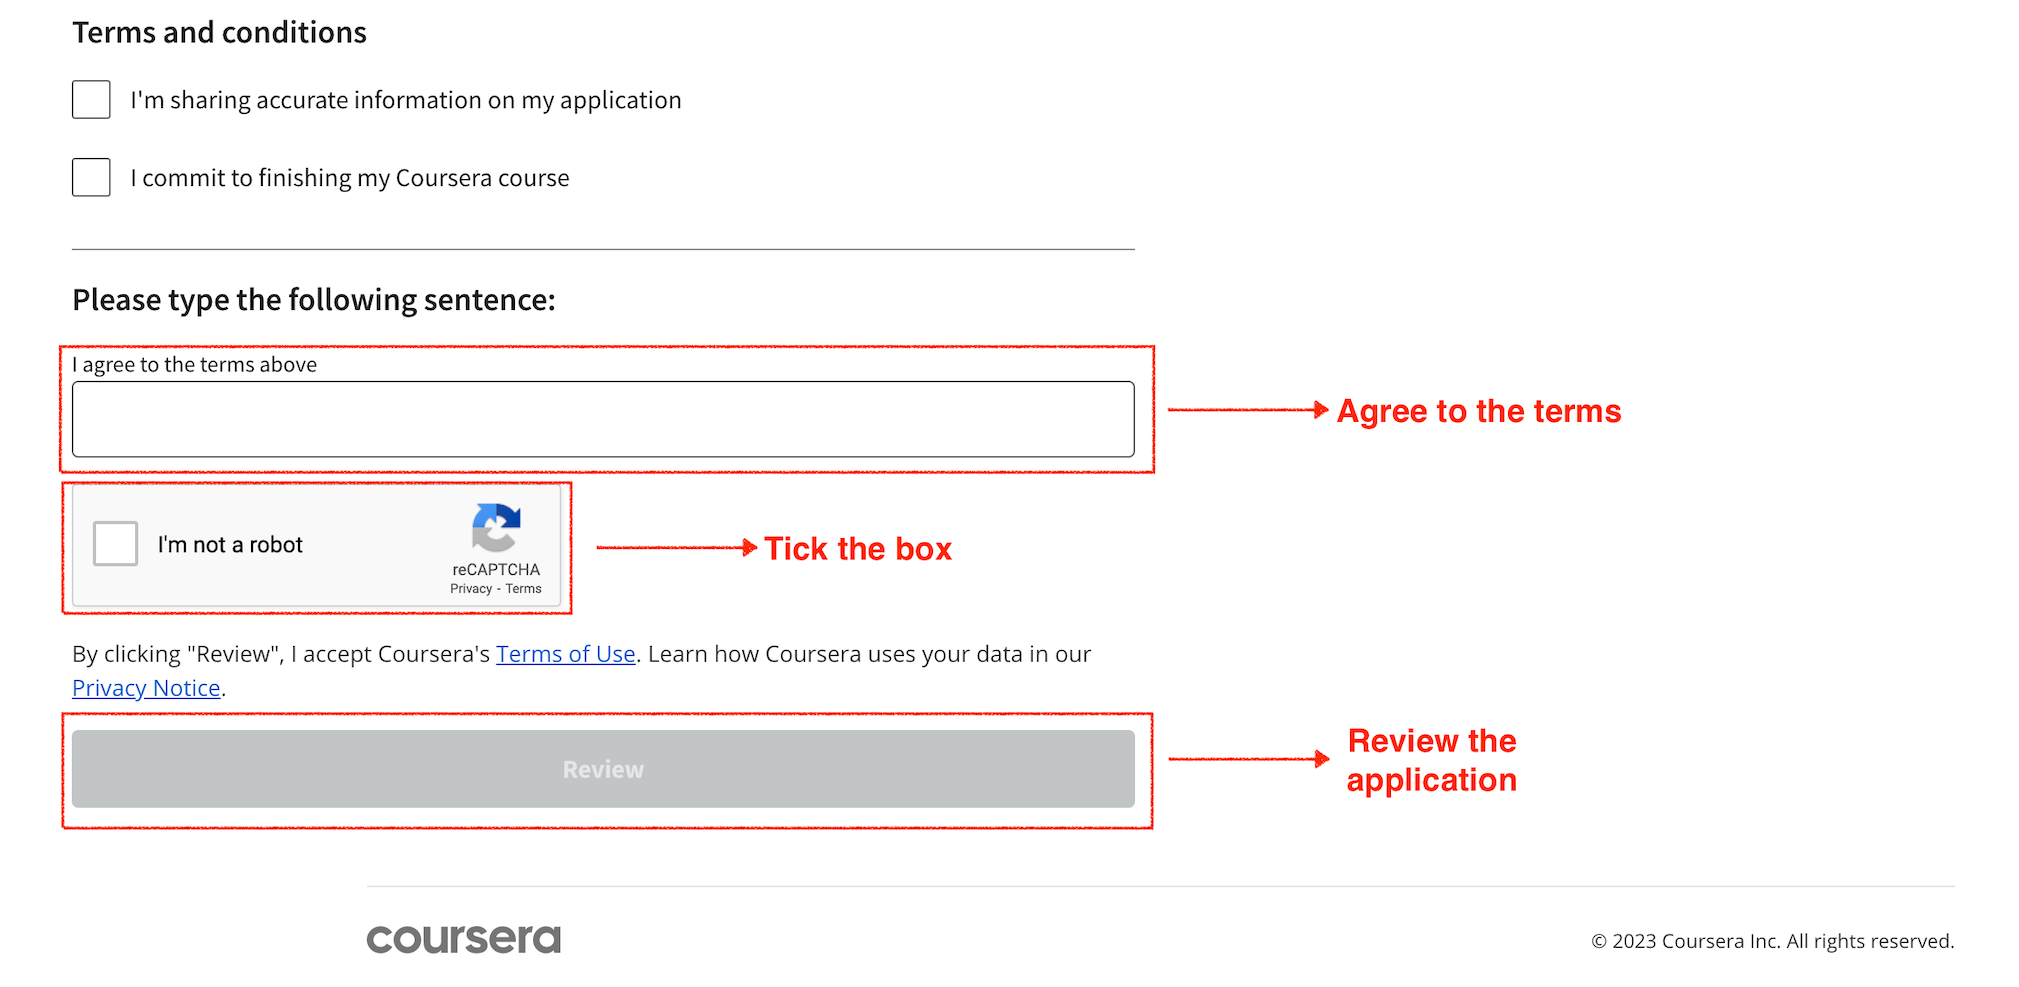 Terms and conditions
I'm sharing accurate information on my application
I commit to finishing my Coursera course
Please type the following sentence:
I agree to the terms above
Agree to the terms
I'm not a robot
reCAPTCHA
Privacy - Terms
Tick the box
By clicking "Review", I accept Coursera's Terms of Use. Learn how Coursera uses your data in our
Privacy Notice.
Review
Review the
application
coursera
© 2023 Coursera Inc. All rights reserved.